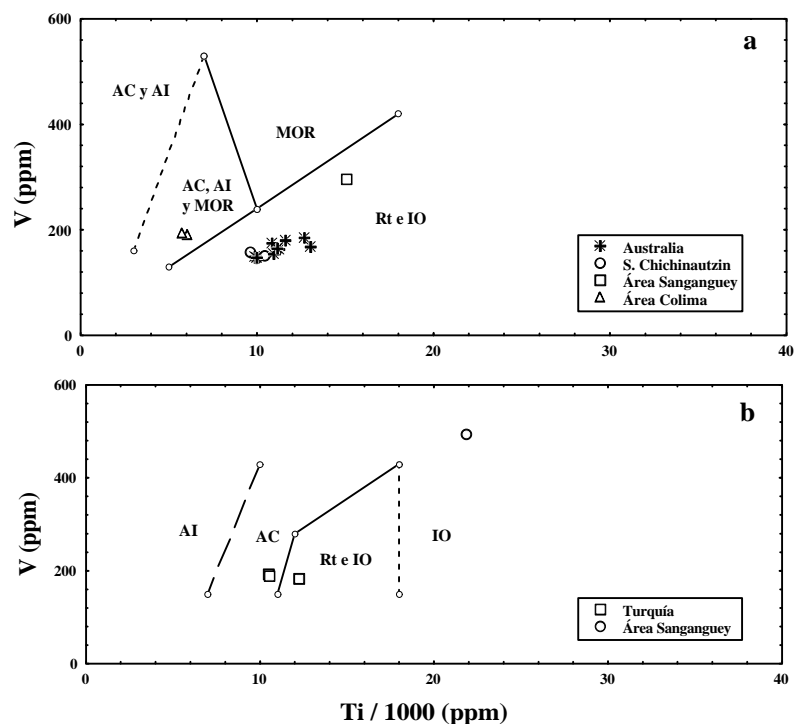 600
a
AC y AI
MOR
400
V (ppm)
AC, AI
y MOR
Rt e IO
200
Australia
S. Chichinautzin
Área Sanganguey
Área Colima
0
0 10 20 30 40
600
b
400
V (ppm)
AI
AC
IO
Rt e IO
200
Turquía
Área Sanganguey
0
0 10 20 30 40
Ti / 1000 (ppm)